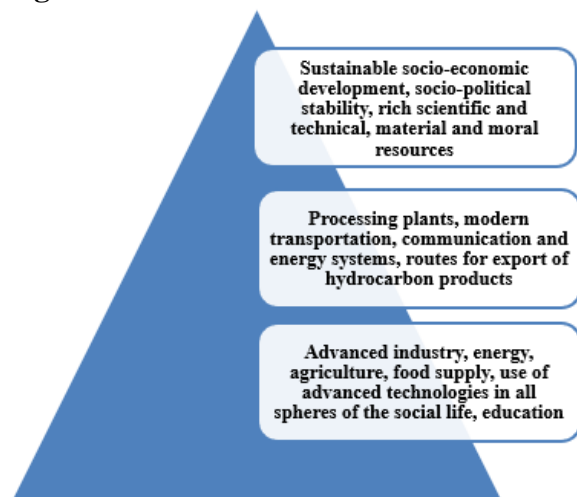 Sustainable socio-economic
development, socio-political
stability, rich scientific and
technical, material and moral
resources
Processing plants, modern
transportation, communication and
energy systems, routes for export of
hydrocarbon products
Advanced industry, energy,
agriculture, food supply, use of
advanced technologies in all
spheres of the social life, education